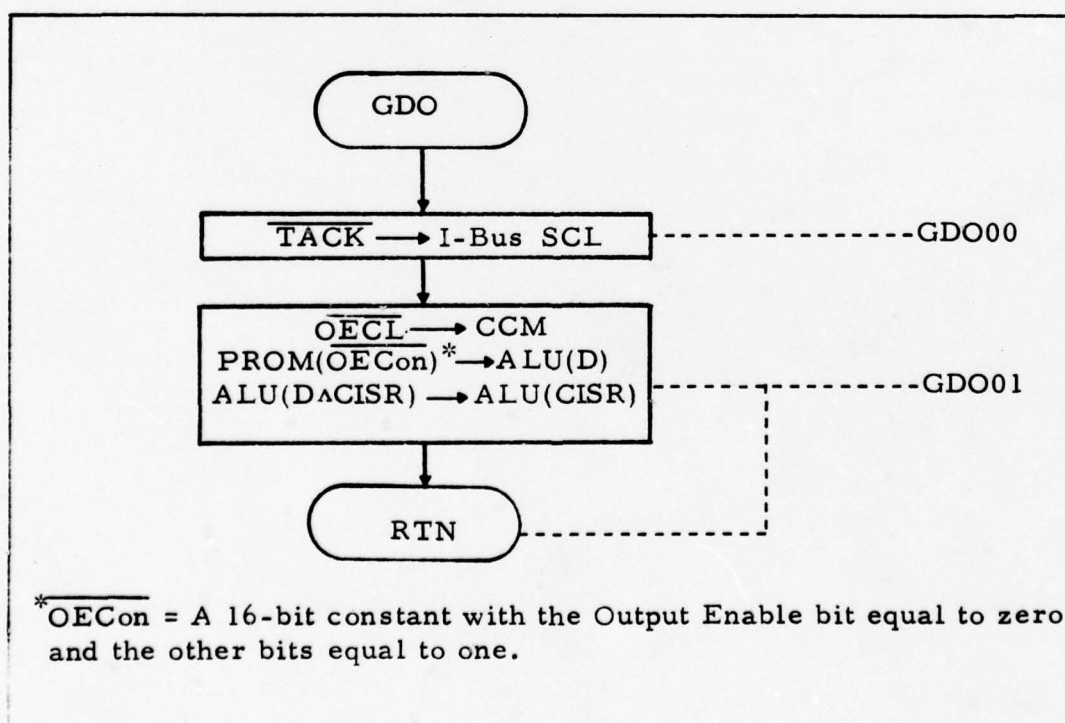 GDO
TACK → I-Bus SCL
GDO00
OECL → CCM
PROM(OECon)* → ALU(D)
ALU(D∧CISR) → ALU(CISR)
GDO01
RTN
*OECon = A 16-bit constant with the Output Enable bit equal to zero
and the other bits equal to one.